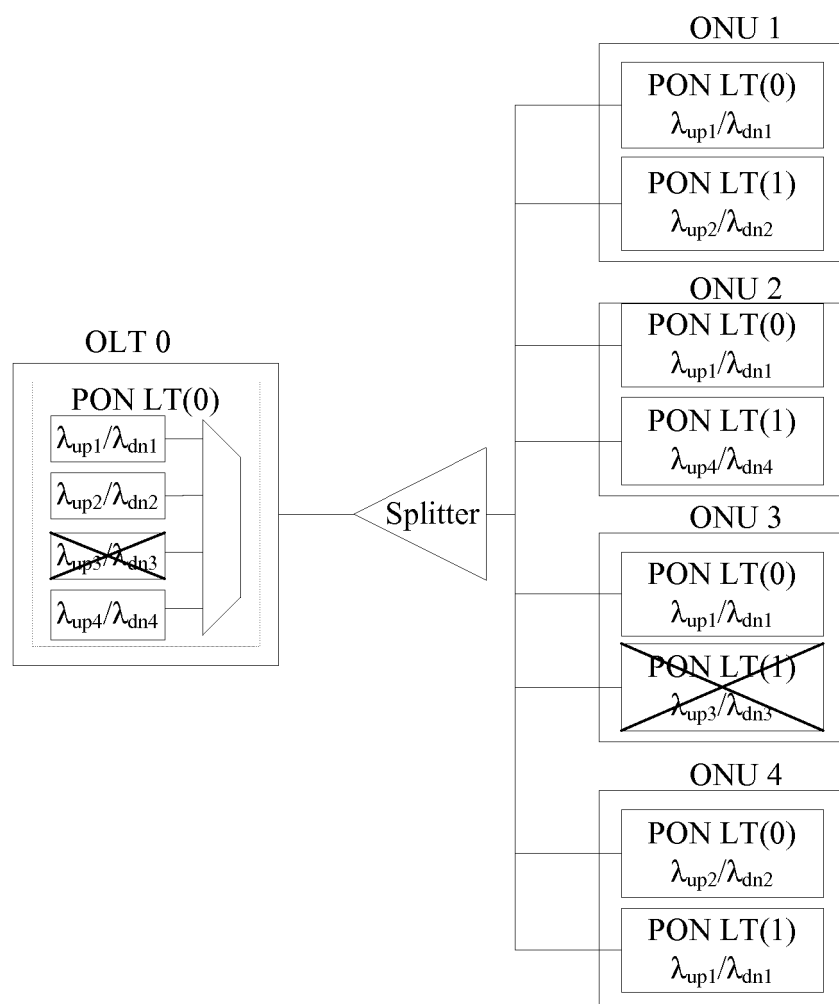 OLT 0
PON LT(0)
λup1/λdn1
λup2/λdn2
λup3/λdn3
λup4/λdn4
Splitter
ONU 1
PON LT(0)
λup1/λdn1
PON LT(1)
λup2/λdn2
ONU 2
PON LT(0)
λup1/λdn1
PON LT(1)
λup4/λdn4
ONU 3
PON LT(0)
λup1/λdn1
PON LT(1)
λup3/λdn3
ONU 4
PON LT(0)
λup2/λdn2
PON LT(1)
λup1/λdn1